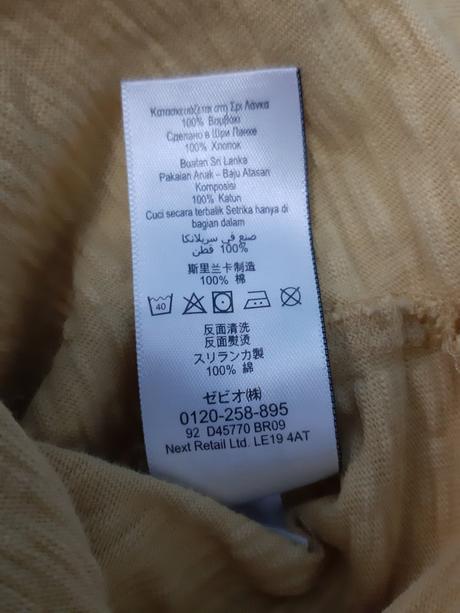 Κατασκευάζεται στη Σρι Λάνκα
100% Βαμβάκι
Сделано в Шри Ланке
100% Хлопок
Buatan Sri Lanka
Pakaian Anak - Baju Atasan
Komposisi
100% Katun
Cuci secara terbalik Setrika hanya di
bagian dalam
صنع في سريلانكا
100% قطن
斯里兰卡制造
100% 棉
40
反面清洗
反面熨烫
スリランカ製
100% 綿
ゼビオ㈱
0120-258-895
92 D45770 BR09
Next Retail Ltd. LE19 4AT